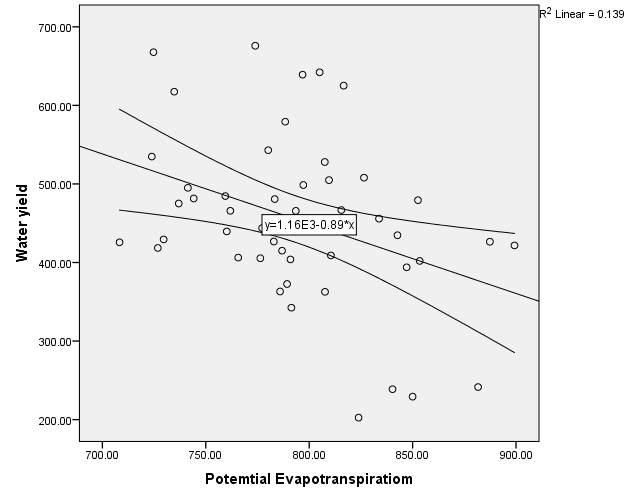 R2 Linear = 0.139
700.00
600.00
500.00
400.00
300.00
200.00
Water yield
y=1.16E3-0.89*x
700.00 750.00 800.00 850.00 900.00
Potemtial Evapotranspiratiom